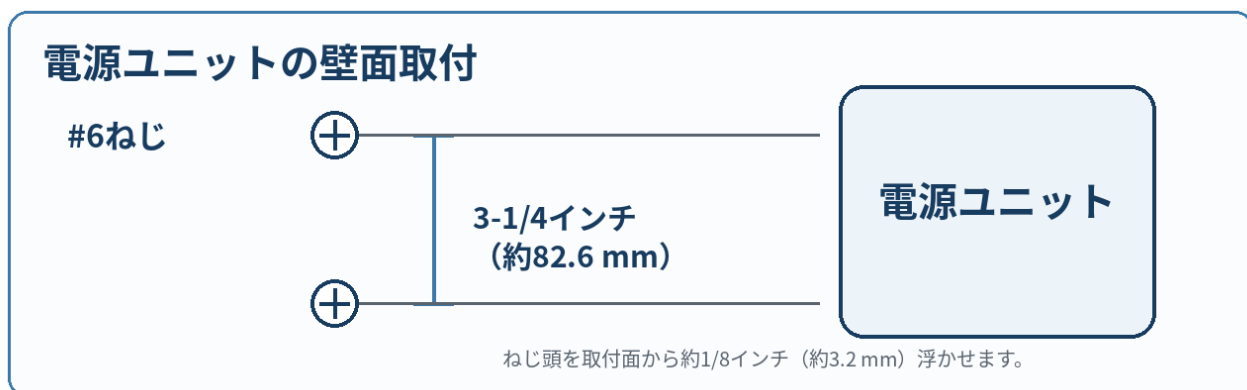 電源ユニットの壁面取付
#6ねじ
3-1/4インチ
（約82.6 mm）
電源ユニット
ねじ頭を取付面から約1/8インチ（約3.2 mm）浮かせます。